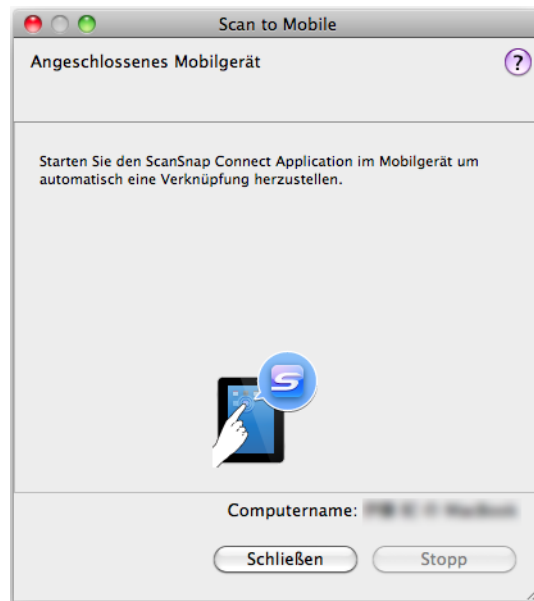 Scan to Mobile
Angeschlossenes Mobilgerät
?
Starten Sie den ScanSnap Connect Application im Mobilgerät um
automatisch eine Verknüpfung herzustellen.
S
Computername:
Schließen
Stopp